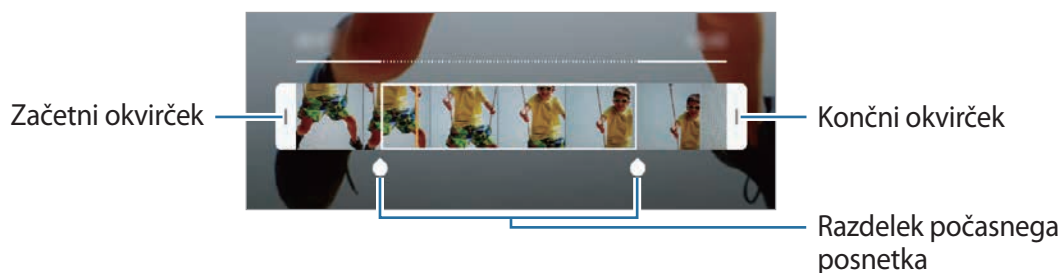 Začetni okvirček
Končni okvirček
Razdelek počasnega
posnetka